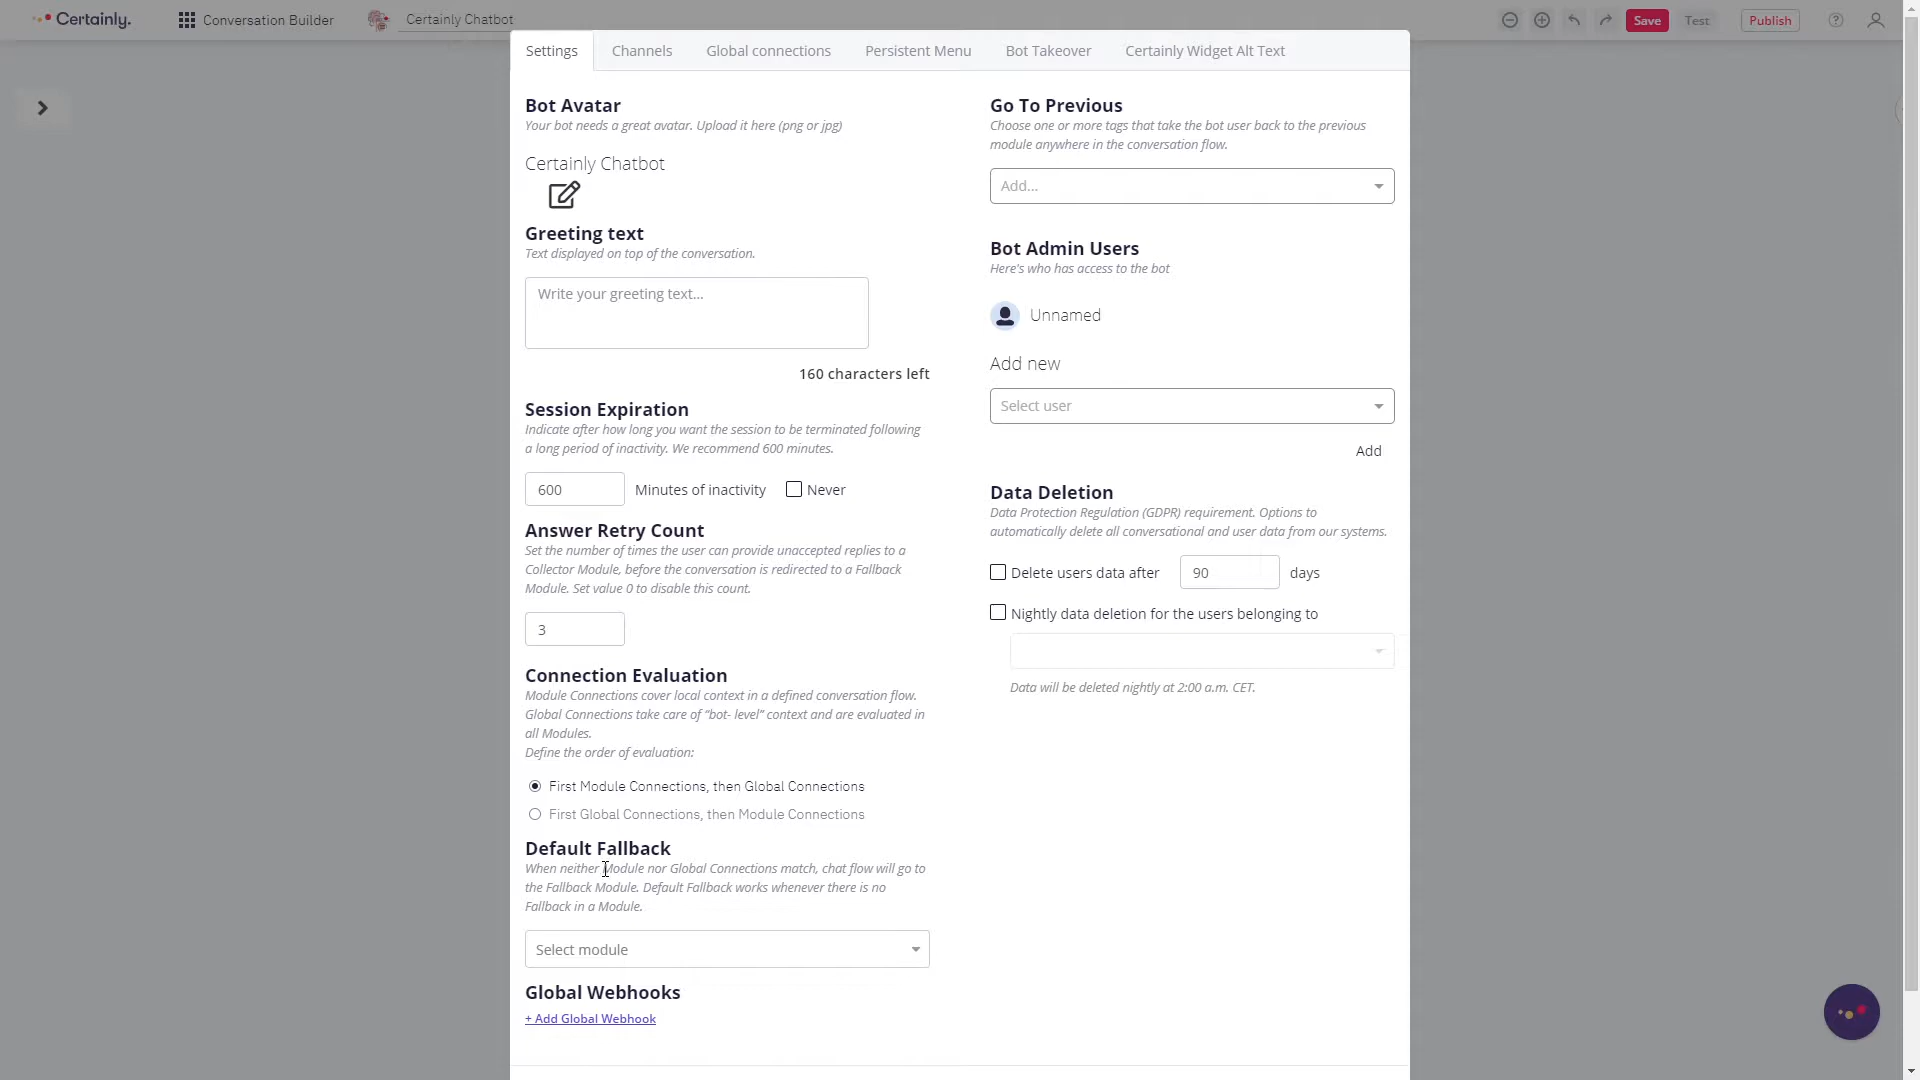 Certainly.
Conversation Builder
Certainly Chatbot
Save
Test
Publish
Settings
Channels
Global connections
Persistent Menu
Bot Takeover
Certainly Widget Alt Text
Bot Avatar
Your bot needs a great avatar. Upload it here (png or jpg)
Certainly Chatbot
Greeting text
Text displayed on top of the conversation.
Write your greeting text...
160 characters left
Session Expiration
Indicate after how long you want the session to be terminated following
a long period of inactivity. We recommend 600 minutes.
600 Minutes of inactivity Never
Answer Retry Count
Set the number of times the user can provide unaccepted replies to a
Collector Module, before the conversation is redirected to a Fallback
Module. Set value 0 to disable this count.
3
Connection Evaluation
Module Connections cover local context in a defined conversation flow.
Global Connections take care of “bot- level” context and are evaluated in
all Modules.
Define the order of evaluation:
First Module Connections, then Global Connections
First Global Connections, then Module Connections
Default Fallback
When neither Module nor Global Connections match, chat flow will go to
the Fallback Module. Default Fallback works whenever there is no
Fallback in a Module.
Select module
Global Webhooks
+ Add Global Webhook
Go To Previous
Choose one or more tags that take the bot user back to the previous
module anywhere in the conversation flow.
Add...
Bot Admin Users
Here's who has access to the bot
Unnamed
Add new
Select user
Add
Data Deletion
Data Protection Regulation (GDPR) requirement. Options to
automatically delete all conversational and user data from our systems.
Delete users data after 90 days
Nightly data deletion for the users belonging to
Data will be deleted nightly at 2:00 a.m. CET.